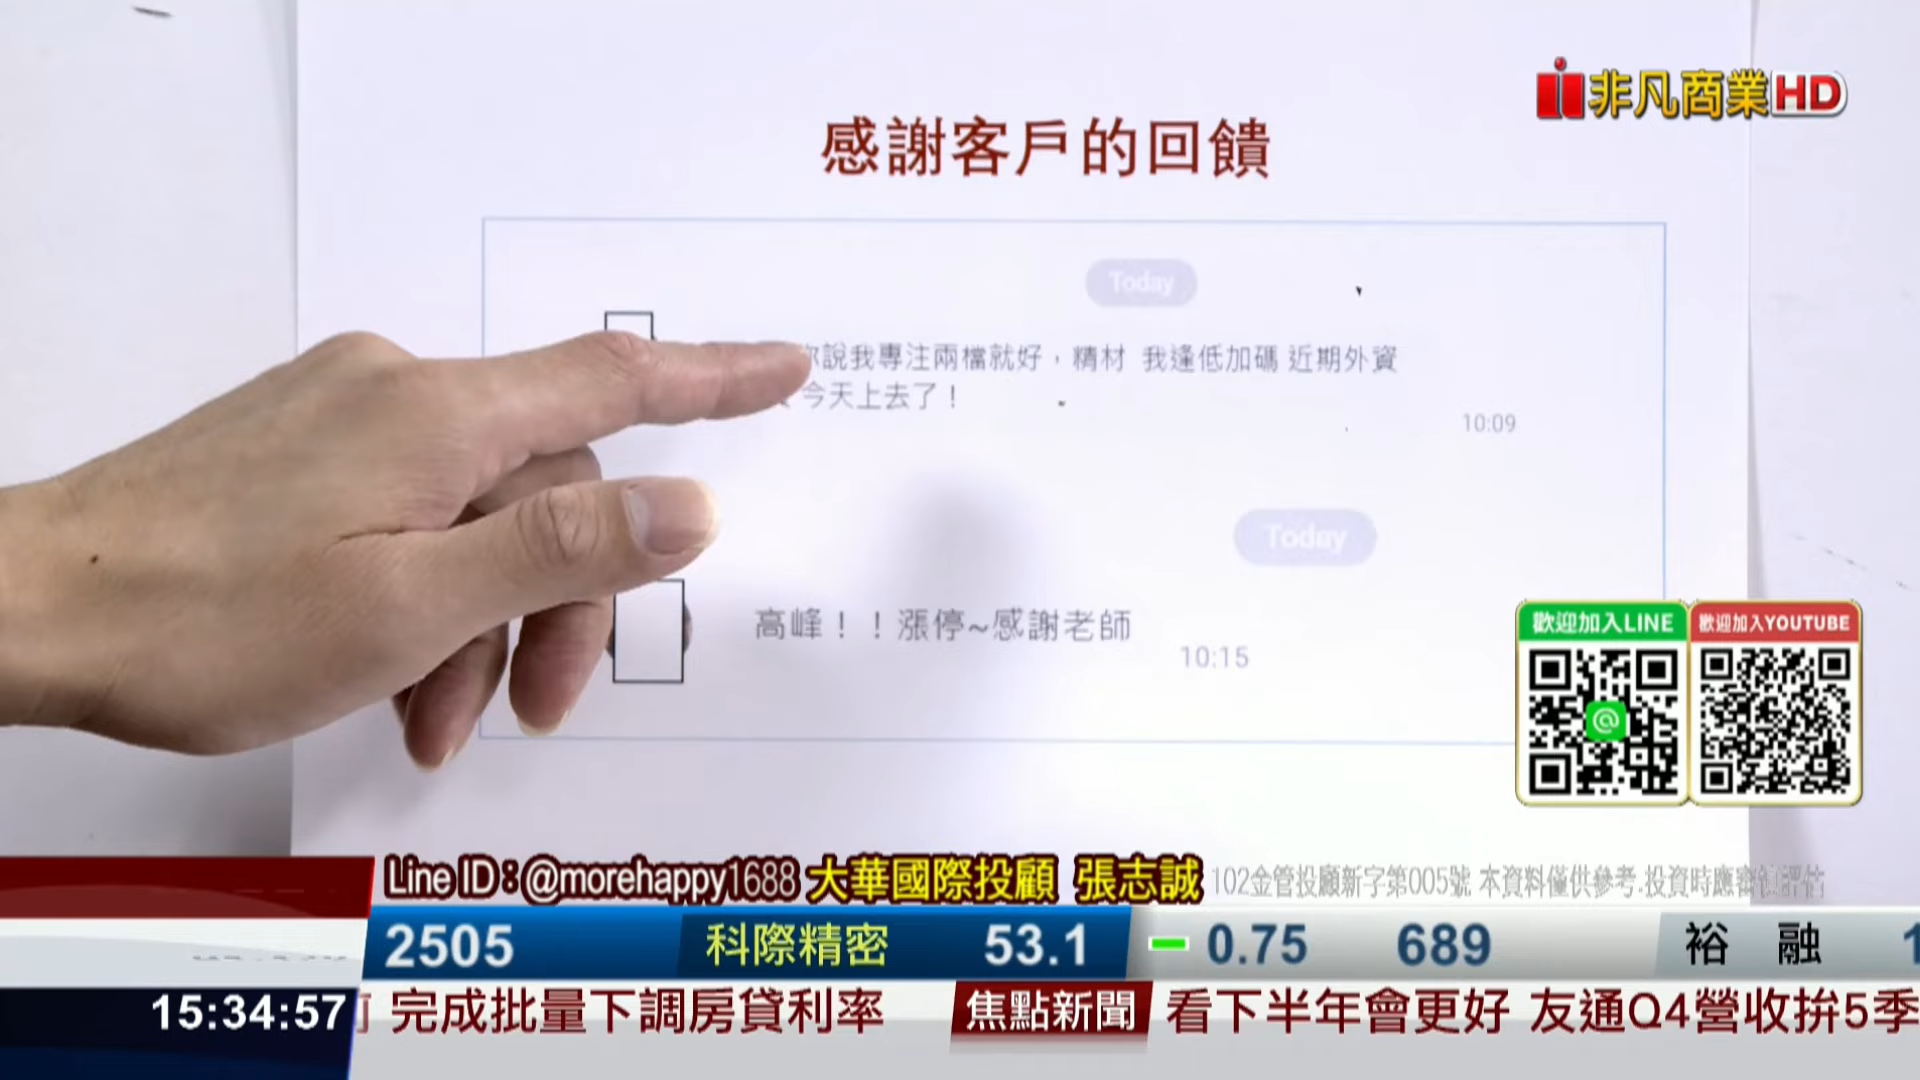 非凡商業HD
感謝客戶的回饋
Today
說我專注兩檔就好，精材 我逢低加碼 近期外資
今天上去了！
10:09
Today
高峰！！漲停~感謝老師
10:15
歡迎加入LINE
歡迎加入YOUTUBE
Line ID：@morehappy1688 大華國際投顧 張志誠 102金管投顧新字第005號 本資料僅供參考.投資時應審慎評估
2505 科際精密 53.1 0.75 689 裕 融
15:34:57 完成批量下調房貸利率 焦點新聞 看下半年會更好 友通Q4營收拚5季